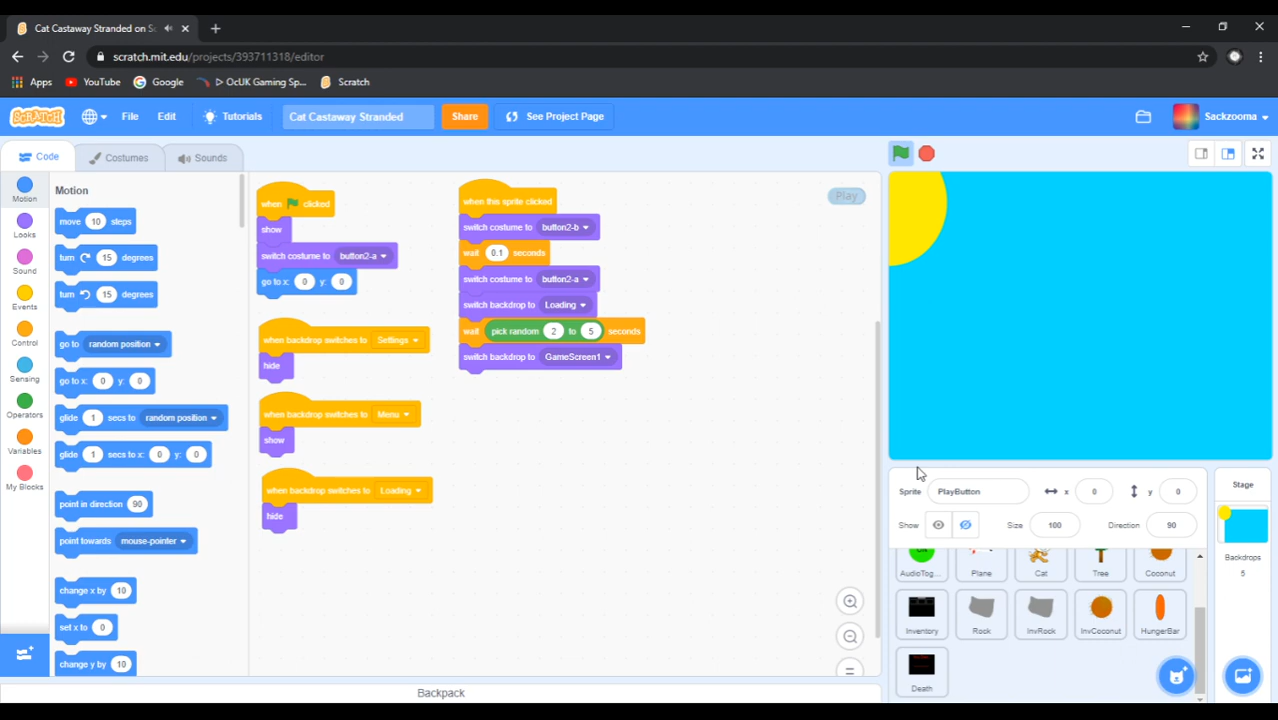 Cat Castaway Stranded on Sc
scratch.mit.edu/projects/393711318/editor
Apps YouTube Google ▷ OcUK Gaming Sp... Scratch
SCRATCH File Edit Tutorials Cat Castaway Stranded Share See Project Page Sackzooma
Code Costumes Sounds
Motion
Looks
Sound
Events
Control
Sensing
Operators
Variables
My Blocks
Motion
move 10 steps
turn 15 degrees
turn 15 degrees
go to random position
go to x: 0 y: 0
glide 1 secs to random position
glide 1 secs to x: 0 y: 0
point in direction 90
point towards mouse-pointer
change x by 10
set x to 0
change y by 10
when clicked
show
switch costume to button2-a
go to x: 0 y: 0
when backdrop switches to Settings
hide
when backdrop switches to Menu
show
when backdrop switches to Loading
hide
when this sprite clicked
switch costume to button2-b
wait 0.1 seconds
switch costume to button2-a
switch backdrop to Loading
wait pick random 2 to 5 seconds
switch backdrop to GameScreen1
Play
Backpack
Sprite PlayButton x 0 y 0
Show Size 100 Direction 90
ON
AudioTog... Plane Cat Tree Coconut
Inventory Rock InvRock InvCoconut HungerBar
Death
Stage
Backdrops
5